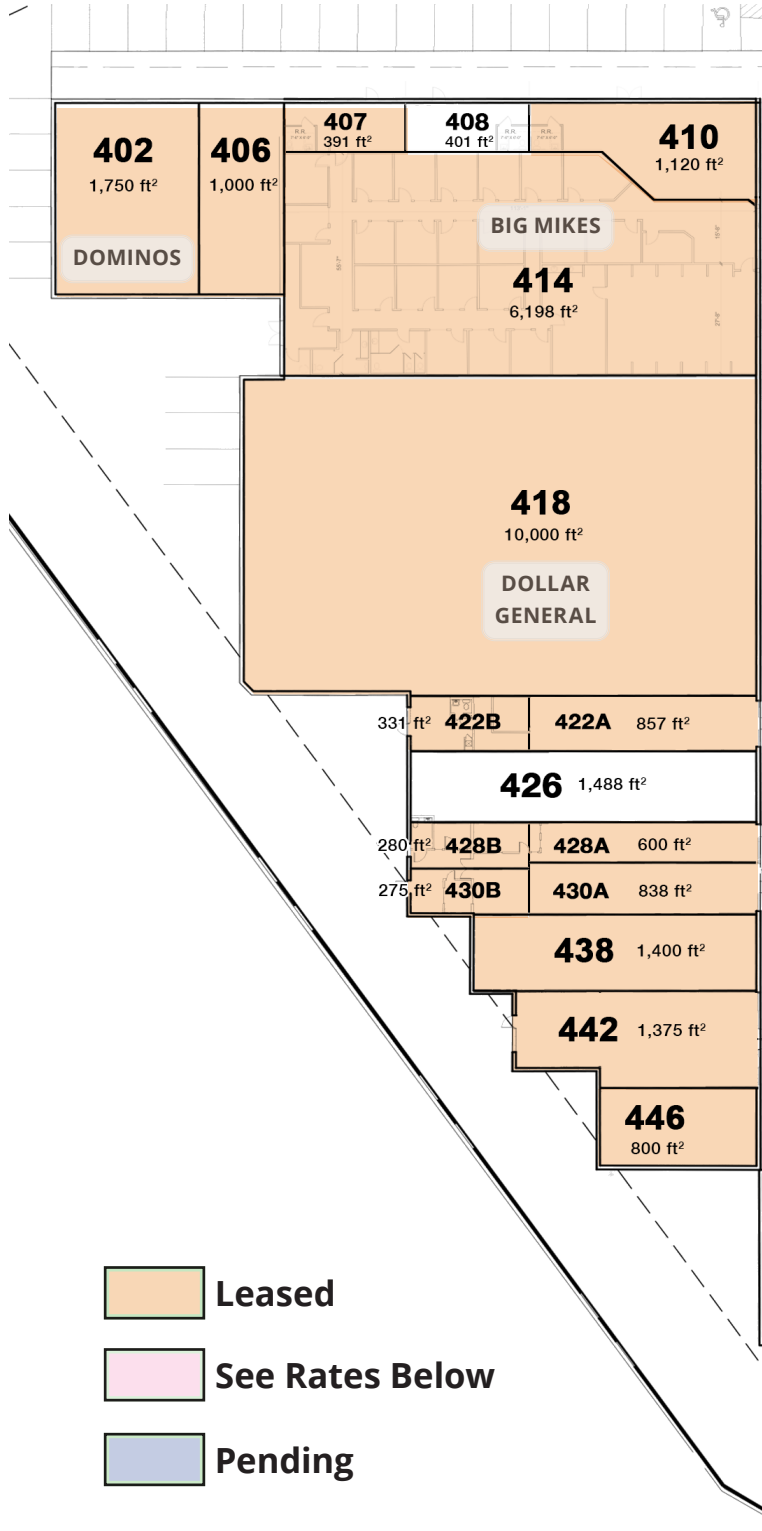 402
1,750 ft²
DOMINOS
406
1,000 ft²
R.R.
407
391 ft²
408
401 ft²
R.R.
R.R.
410
1,120 ft²
BIG MIKES
414
6,198 ft²
418
10,000 ft²
DOLLAR
GENERAL
331 ft² 422B 422A 857 ft²
426 1,488 ft²
280 ft² 428B 428A 600 ft²
275 ft² 430B 430A 838 ft²
438 1,400 ft²
442 1,375 ft²
446
800 ft²
Leased
See Rates Below
Pending